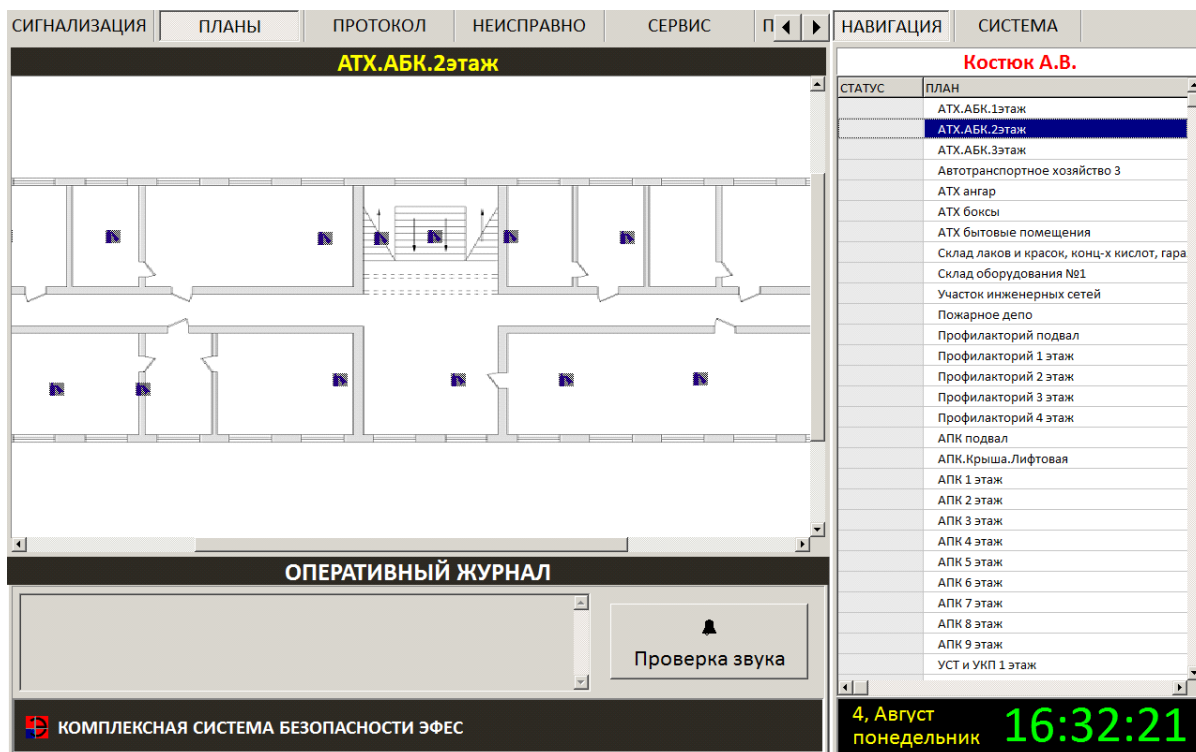 СИГНАЛИЗАЦИЯ ПЛАНЫ ПРОТОКОЛ НЕИСПРАВНО СЕРВИС П НАВИГАЦИЯ СИСТЕМА
АТХ.АБК.2этаж
Костюк А.В.
СТАТУС ПЛАН
АТХ.АБК.1этаж
АТХ.АБК.2этаж
АТХ.АБК.3этаж
Автотранспортное хозяйство 3
АТХ ангар
АТХ боксы
АТХ бытовые помещения
Склад лаков и красок, конц-х кислот, гара
Склад оборудования №1
Участок инженерных сетей
Пожарное депо
Профилакторий подвал
Профилакторий 1 этаж
Профилакторий 2 этаж
Профилакторий 3 этаж
Профилакторий 4 этаж
АПК подвал
АПК.Крыша.Лифтовая
АПК 1 этаж
АПК 2 этаж
АПК 3 этаж
АПК 4 этаж
АПК 5 этаж
АПК 6 этаж
АПК 7 этаж
АПК 8 этаж
АПК 9 этаж
УСТ и УКП 1 этаж
ОПЕРАТИВНЫЙ ЖУРНАЛ
Проверка звука
КОМПЛЕКСНАЯ СИСТЕМА БЕЗОПАСНОСТИ ЭФЕС
4, Август
понедельник
16:32:21